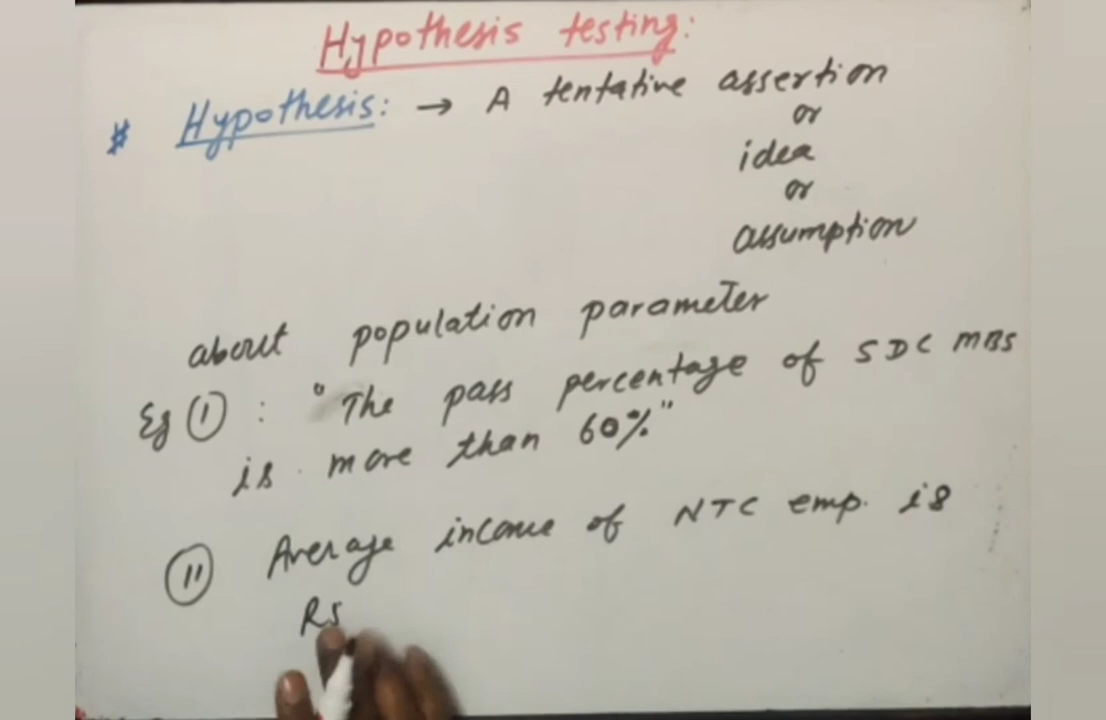 Hypothesis testing:
* Hypothesis: → A tentative assertion
or
idea
or
assumption
about population parameter
Eg ① : "The pass percentage of SDC MBS
is more than 60%"
(11) Average income of NTC emp. is
RS